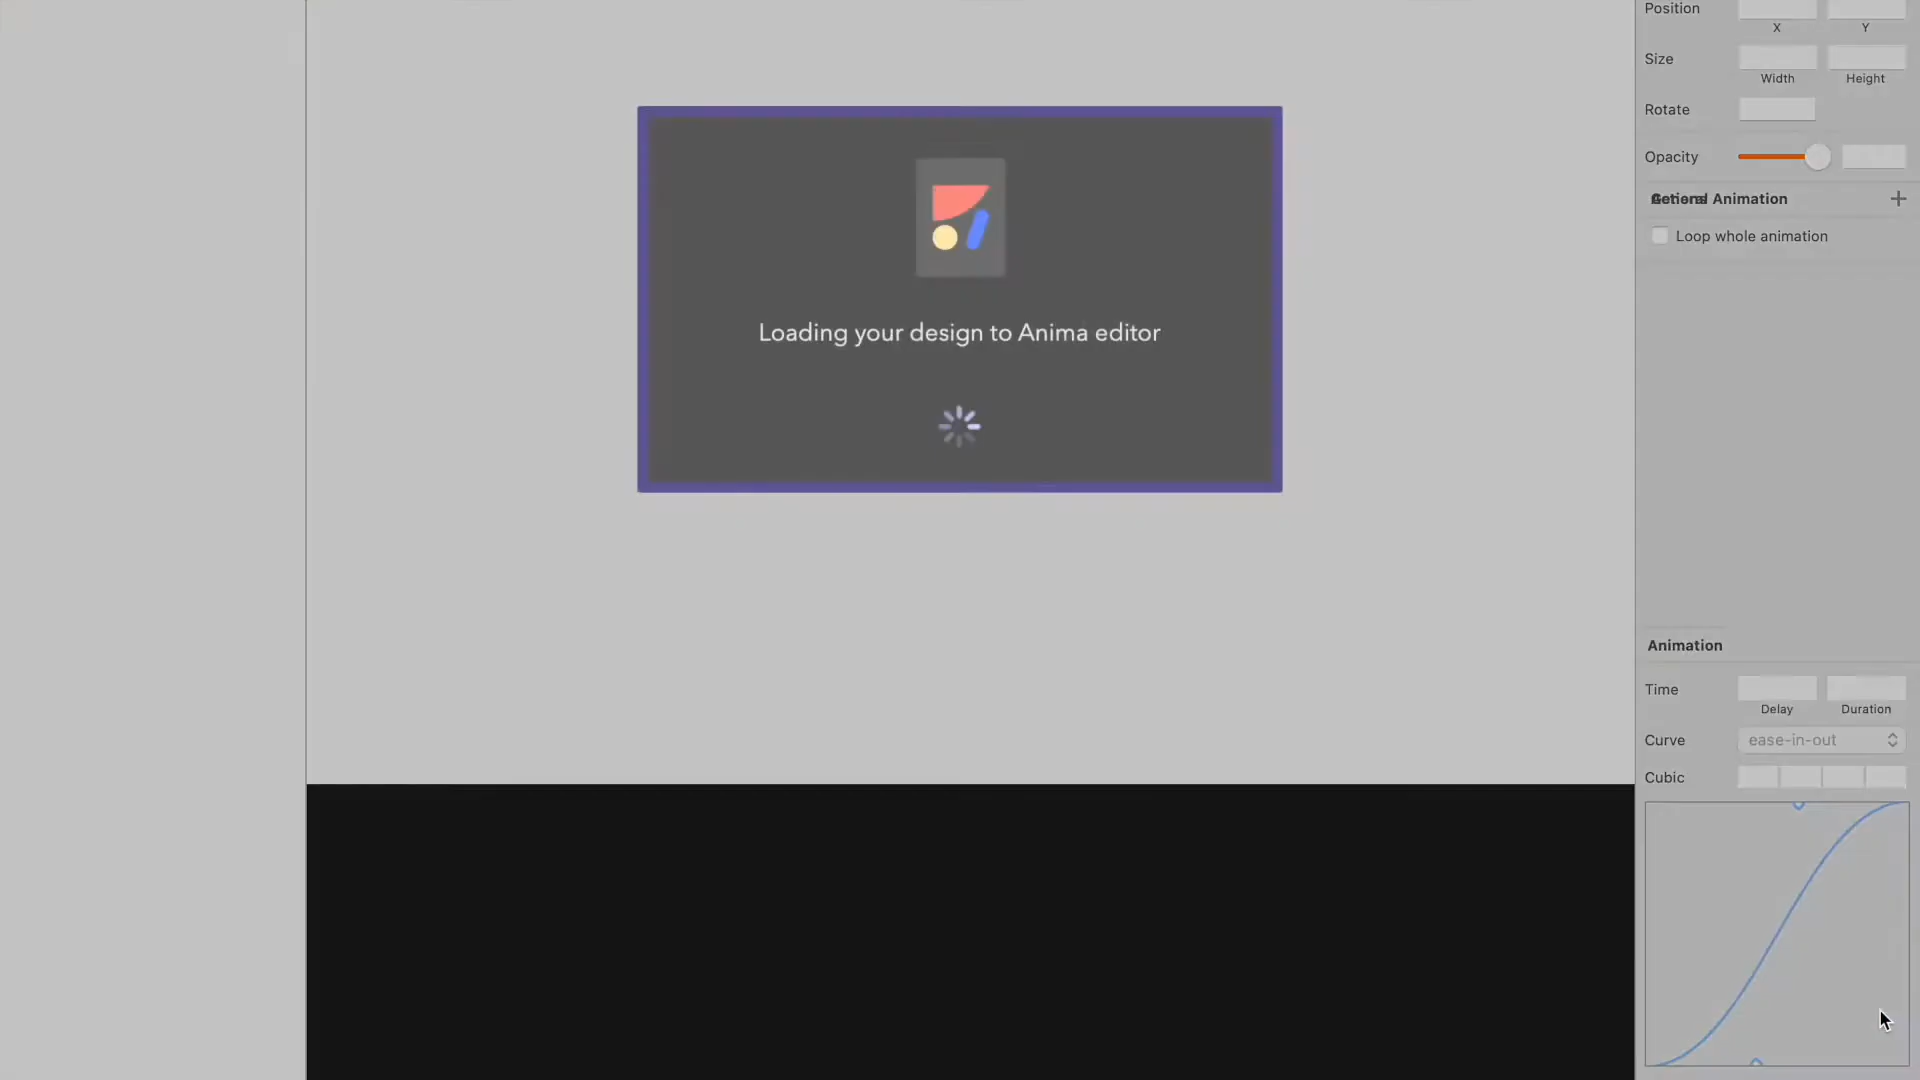 Position
X Y
Size
Width Height
Rotate
Opacity
Animation
Loop whole animation
Loading your design to Anima editor
Animation
Time
Delay Duration
Curve ease-in-out
Cubic